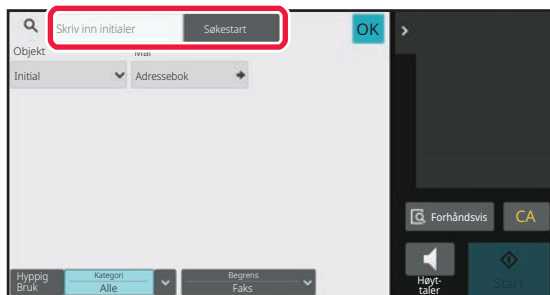 Skriv inn initialer Søkestart OK
Objekt Mål
Initial Adressebok
Forhåndsvis CA
Hyppig Bruk Kategori Alle Begrens Faks
Høyt-
taler Start